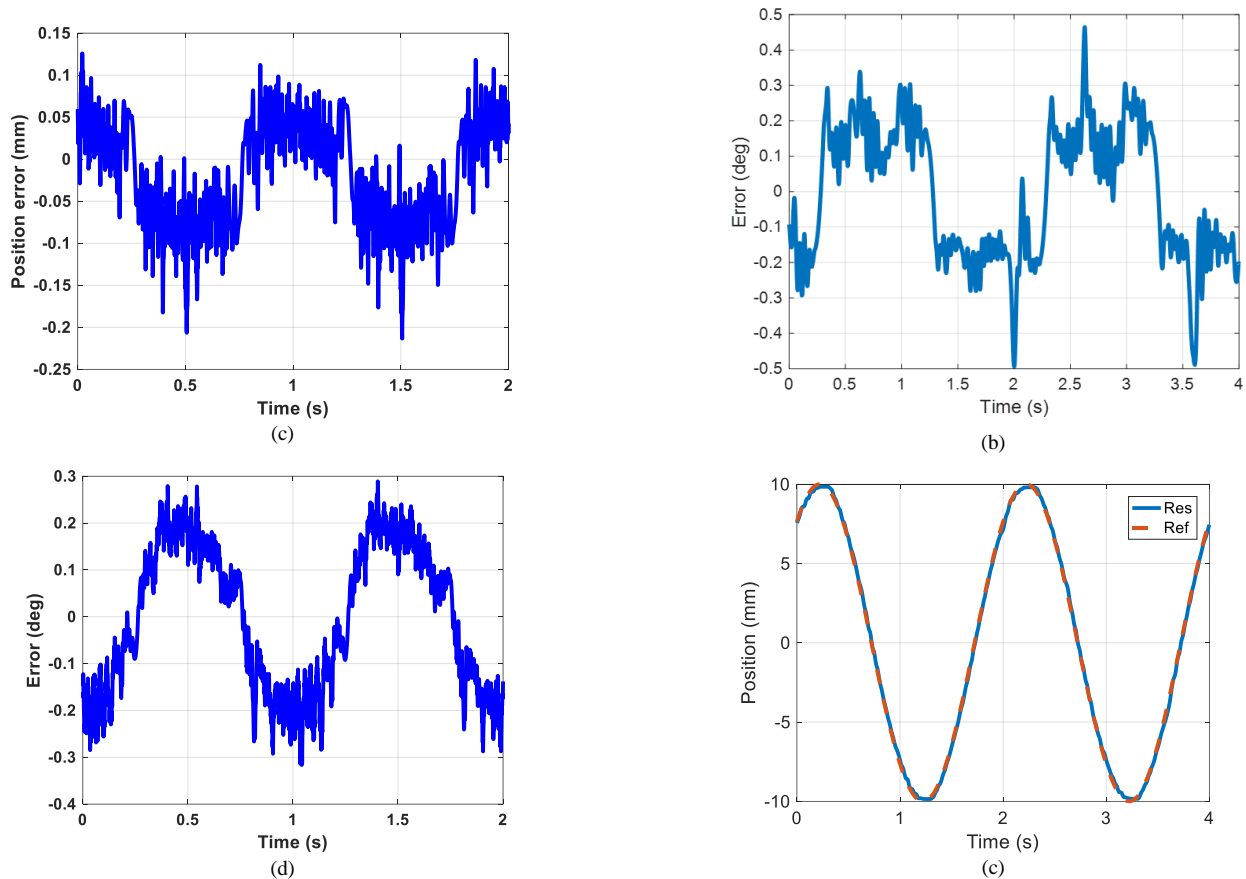 0.15
0.1
0.05
0
-0.05
-0.1
-0.15
-0.2
-0.25
Position error (mm)
0 0.5 1 1.5 2
Time (s)
(c)
0.5
0.4
0.3
0.2
0.1
0
-0.1
-0.2
-0.3
-0.4
-0.5
Error (deg)
0 0.5 1 1.5 2 2.5 3 3.5 4
Time (s)
(b)
0.3
0.2
0.1
0
-0.1
-0.2
-0.3
-0.4
Error (deg)
0 0.5 1 1.5 2
Time (s)
(d)
10
5
0
-5
-10
Position (mm)
Res
Ref
0 1 2 3 4
Time (s)
(c)